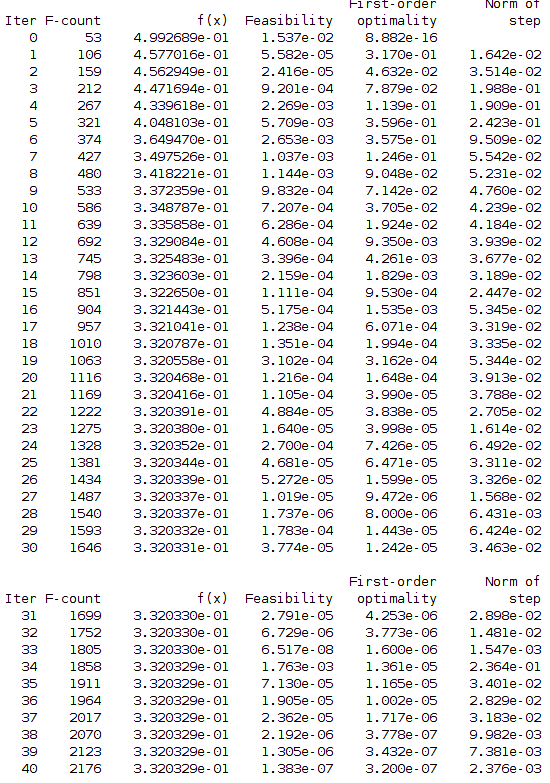 First-order Norm of
Iter F-count f(x) Feasibility optimality step
0 53 4.992689e-01 1.537e-02 8.882e-16
1 106 4.577016e-01 5.582e-05 3.170e-01 1.642e-02
2 159 4.562949e-01 2.416e-05 4.632e-02 3.514e-02
3 212 4.471694e-01 9.201e-04 7.879e-02 1.988e-01
4 267 4.339618e-01 2.269e-03 1.139e-01 1.909e-01
5 321 4.048103e-01 5.709e-03 3.596e-01 2.423e-01
6 374 3.649470e-01 2.653e-03 3.575e-01 9.509e-02
7 427 3.497526e-01 1.037e-03 1.246e-01 5.542e-02
8 480 3.418221e-01 1.144e-03 9.048e-02 5.231e-02
9 533 3.372359e-01 9.832e-04 7.142e-02 4.760e-02
10 586 3.348787e-01 7.207e-04 3.705e-02 4.239e-02
11 639 3.335858e-01 6.286e-04 1.924e-02 4.184e-02
12 692 3.329084e-01 4.608e-04 9.350e-03 3.939e-02
13 745 3.325483e-01 3.396e-04 4.261e-03 3.677e-02
14 798 3.323603e-01 2.159e-04 1.829e-03 3.189e-02
15 851 3.322650e-01 1.111e-04 9.530e-04 2.447e-02
16 904 3.321443e-01 5.175e-04 1.535e-03 5.345e-02
17 957 3.321041e-01 1.238e-04 6.071e-04 3.319e-02
18 1010 3.320787e-01 1.351e-04 1.994e-04 3.335e-02
19 1063 3.320558e-01 3.102e-04 3.162e-04 5.344e-02
20 1116 3.320468e-01 1.216e-04 1.648e-04 3.913e-02
21 1169 3.320416e-01 1.105e-04 3.990e-05 3.788e-02
22 1222 3.320391e-01 4.884e-05 3.838e-05 2.705e-02
23 1275 3.320380e-01 1.640e-05 3.998e-05 1.614e-02
24 1328 3.320352e-01 2.700e-04 7.426e-05 6.492e-02
25 1381 3.320344e-01 4.681e-05 6.471e-05 3.311e-02
26 1434 3.320339e-01 5.272e-05 1.599e-05 3.326e-02
27 1487 3.320337e-01 1.019e-05 9.472e-06 1.568e-02
28 1540 3.320337e-01 1.737e-06 8.000e-06 6.431e-03
29 1593 3.320332e-01 1.783e-04 1.443e-05 6.424e-02
30 1646 3.320331e-01 3.774e-05 1.242e-05 3.463e-02
First-order Norm of
Iter F-count f(x) Feasibility optimality step
31 1699 3.320330e-01 2.791e-05 4.253e-06 2.898e-02
32 1752 3.320330e-01 6.729e-06 3.773e-06 1.481e-02
33 1805 3.320330e-01 6.517e-08 1.600e-06 1.547e-03
34 1858 3.320329e-01 1.763e-03 1.361e-05 2.364e-01
35 1911 3.320329e-01 7.130e-05 1.165e-05 3.401e-02
36 1964 3.320329e-01 1.905e-05 1.002e-05 2.829e-02
37 2017 3.320329e-01 2.362e-05 1.717e-06 3.183e-02
38 2070 3.320329e-01 2.192e-06 3.778e-07 9.982e-03
39 2123 3.320329e-01 1.305e-06 3.432e-07 7.381e-03
40 2176 3.320329e-01 1.383e-07 3.200e-07 2.376e-03